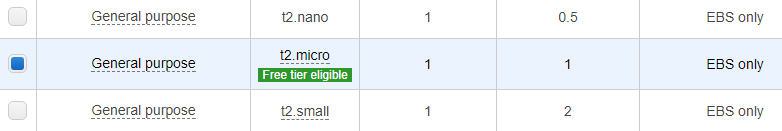 General purpose t2.nano 1 0.5 EBS only
General purpose t2.micro 1 1 EBS only
Free tier eligible
General purpose t2.small 1 2 EBS only